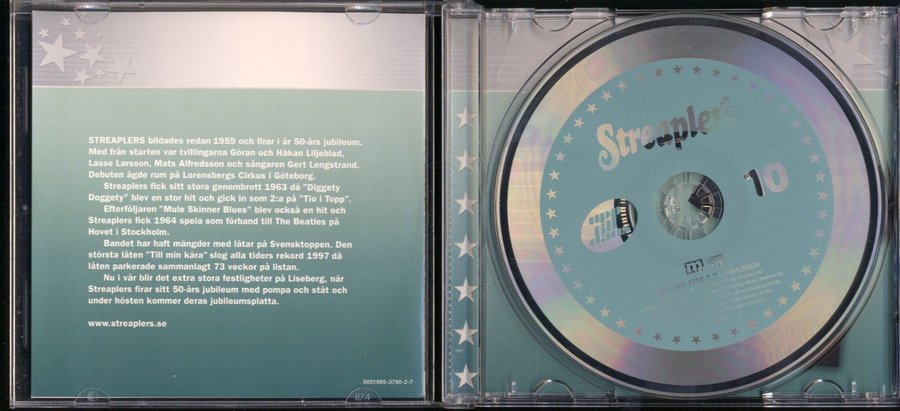 STREAPLERS bildades redan 1959 och firar i år 50-års jubileum.
Med från starten var tvillingarna Göran och Håkan Liljeblad,
Lasse Larsson, Mats Alfredsson och sångaren Gert Lengstrand.
Debuten ägde rum på Lorensbergs Cirkus i Göteborg.
Streaplers fick sitt stora genombrott 1963 då "Diggety
Doggety" blev en stor hit och gick in som 2:a på "Tio i Topp".
Efterföljaren "Mule Skinner Blues" blev också en hit och
Streaplers fick 1964 spela som förband till The Beatles på
Hovet i Stockholm.
Bandet har haft mängder med låtar på Svensktoppen. Den
största låten "Till min kära" slog alla tiders rekord 1997 då
låten parkerade sammanlagt 73 veckor på listan.
Nu i vår blir det extra stora festligheter på Liseberg, när
Streaplers firar sitt 50-års jubileum med pompa och ståt och
under hösten kommer deras jubileumsplatta.
www.streaplers.se
5051865-3790-2-7
674
Streaplers
10